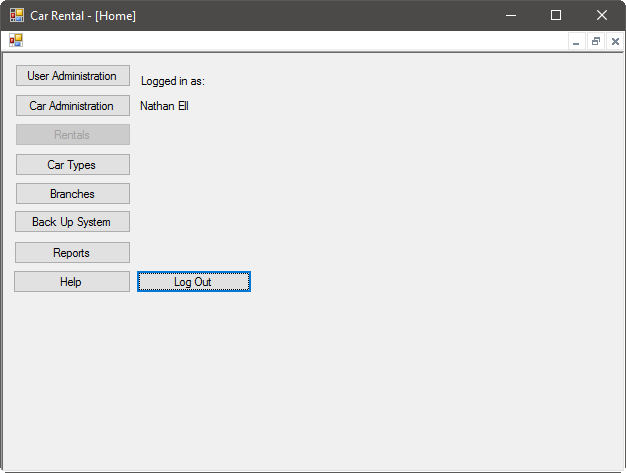 Car Rental - [Home]
User Administration
Logged in as:
Car Administration
Nathan Ell
Rentals
Car Types
Branches
Back Up System
Reports
Help
Log Out